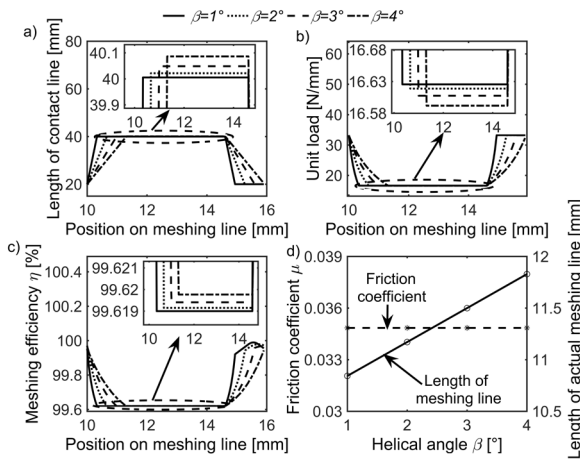 β=1° β=2° β=3° β=4°
a)
Length of contact line [mm]
80
60
40
20
40.1
40
39.9
10 12 14
10 12 14 16
Position on meshing line [mm]
b)
Unit load [N/mm]
60
40
20
16.68
16.63
16.58
10 12 14
10 12 14
Position on meshing line [mm]
c)
Meshing efficiency η [%]
100.4
100
99.8
99.6
99.621
99.62
99.619
10 12 14
10 12 14 16
Position on meshing line [mm]
d)
Friction coefficient μ
0.039
0.036
0.033
0.03
Friction
coefficient
Length of
meshing line
1 2 3 4
Helical angle β [°]
12
11.5
11
10.5
Length of actual meshing line [mm]